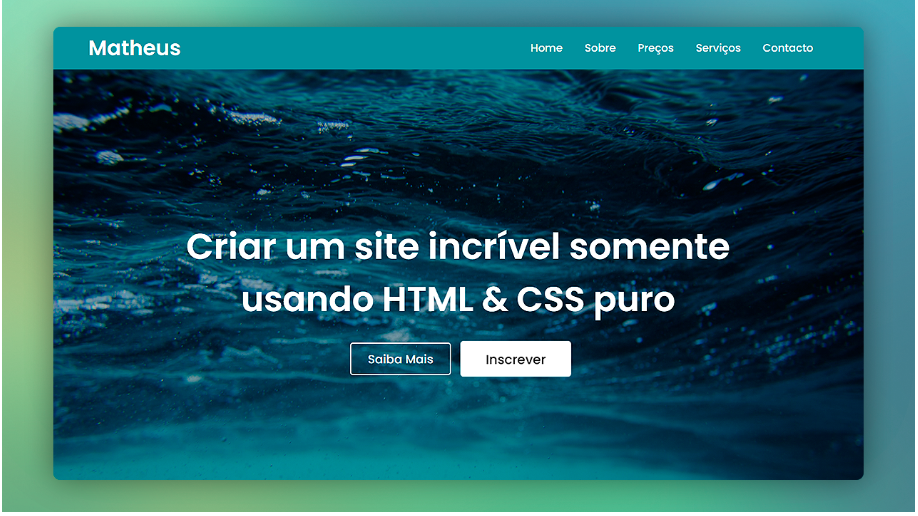 Matheus
Home Sobre Preços Serviços Contacto
Criar um site incrível somente
usando HTML & CSS puro
Saiba Mais Inscrever